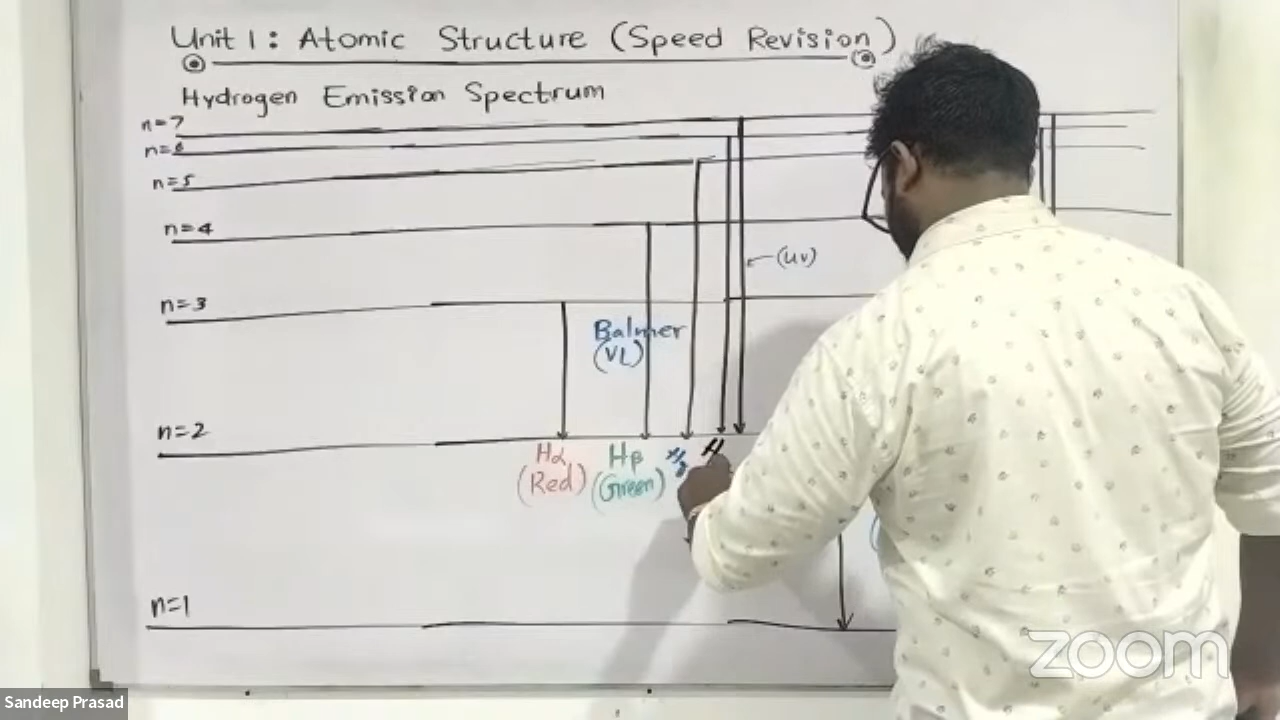 Unit 1: Atomic Structure (Speed Revision)
Hydrogen Emission Spectrum
n=7
n=6
n=5
n=4
(UV)
n=3
Balmer
(VL)
n=2
Hα Hβ H
(Red) (Green)
n=1
zoom
Sandeep Prasad